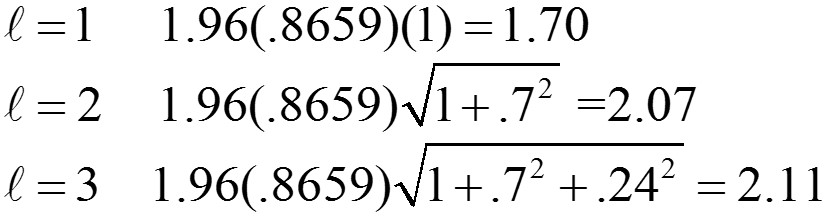 ℓ = 1 1.96(.8659)(1) = 1.70
ℓ = 2 1.96(.8659)√(1+.7²) =2.07
ℓ = 3 1.96(.8659)√(1+.7²+.24²) = 2.11